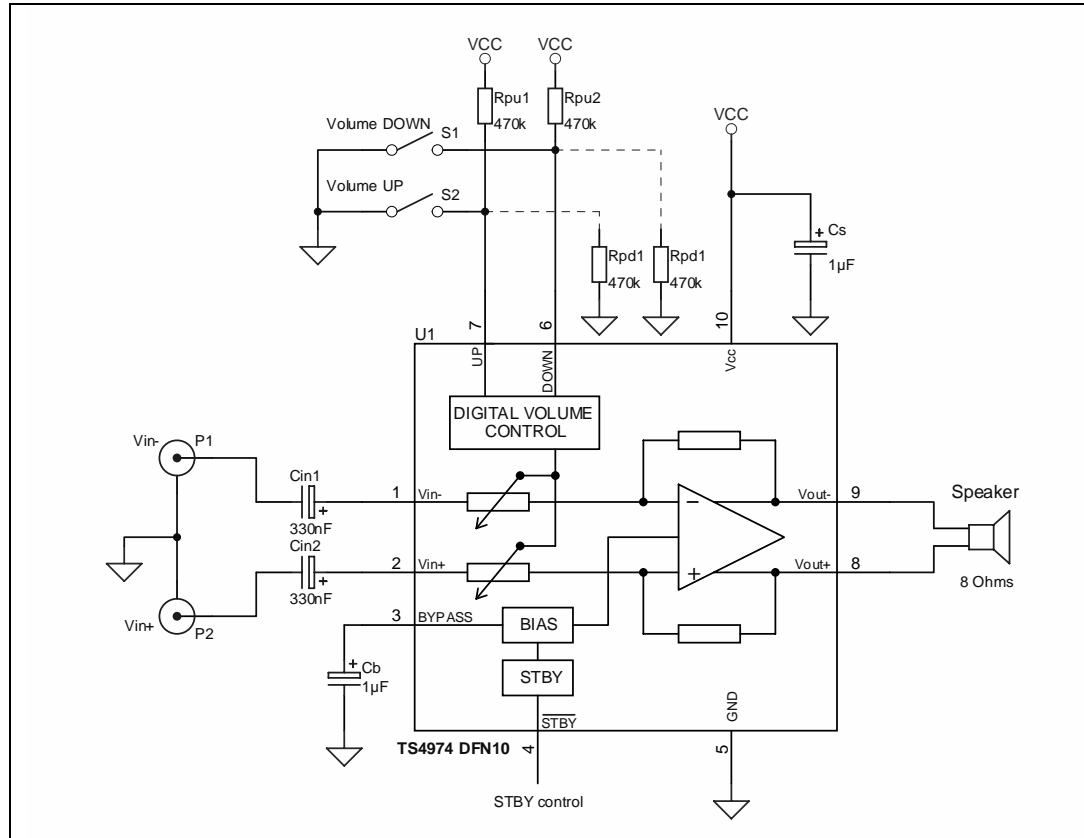 VCC
VCC
Rpu1
470k
Rpu2
470k
VCC
Volume DOWN
S1
Volume UP
S2
+
Cs
1µF
Rpd1
470k
Rpd1
470k
7
6
10
U1
UP
DOWN
Vcc
DIGITAL VOLUME
CONTROL
Vin-
P1
Cin1
+
330nF
1
Vin-
−
Vout-
9
Speaker
Cin2
+
330nF
2
Vin+
+
Vout+
8
8 Ohms
Vin+
P2
3
BYPASS
BIAS
+
Cb
1µF
STBY
STBY
GND
TS4974 DFN10
4
5
STBY control